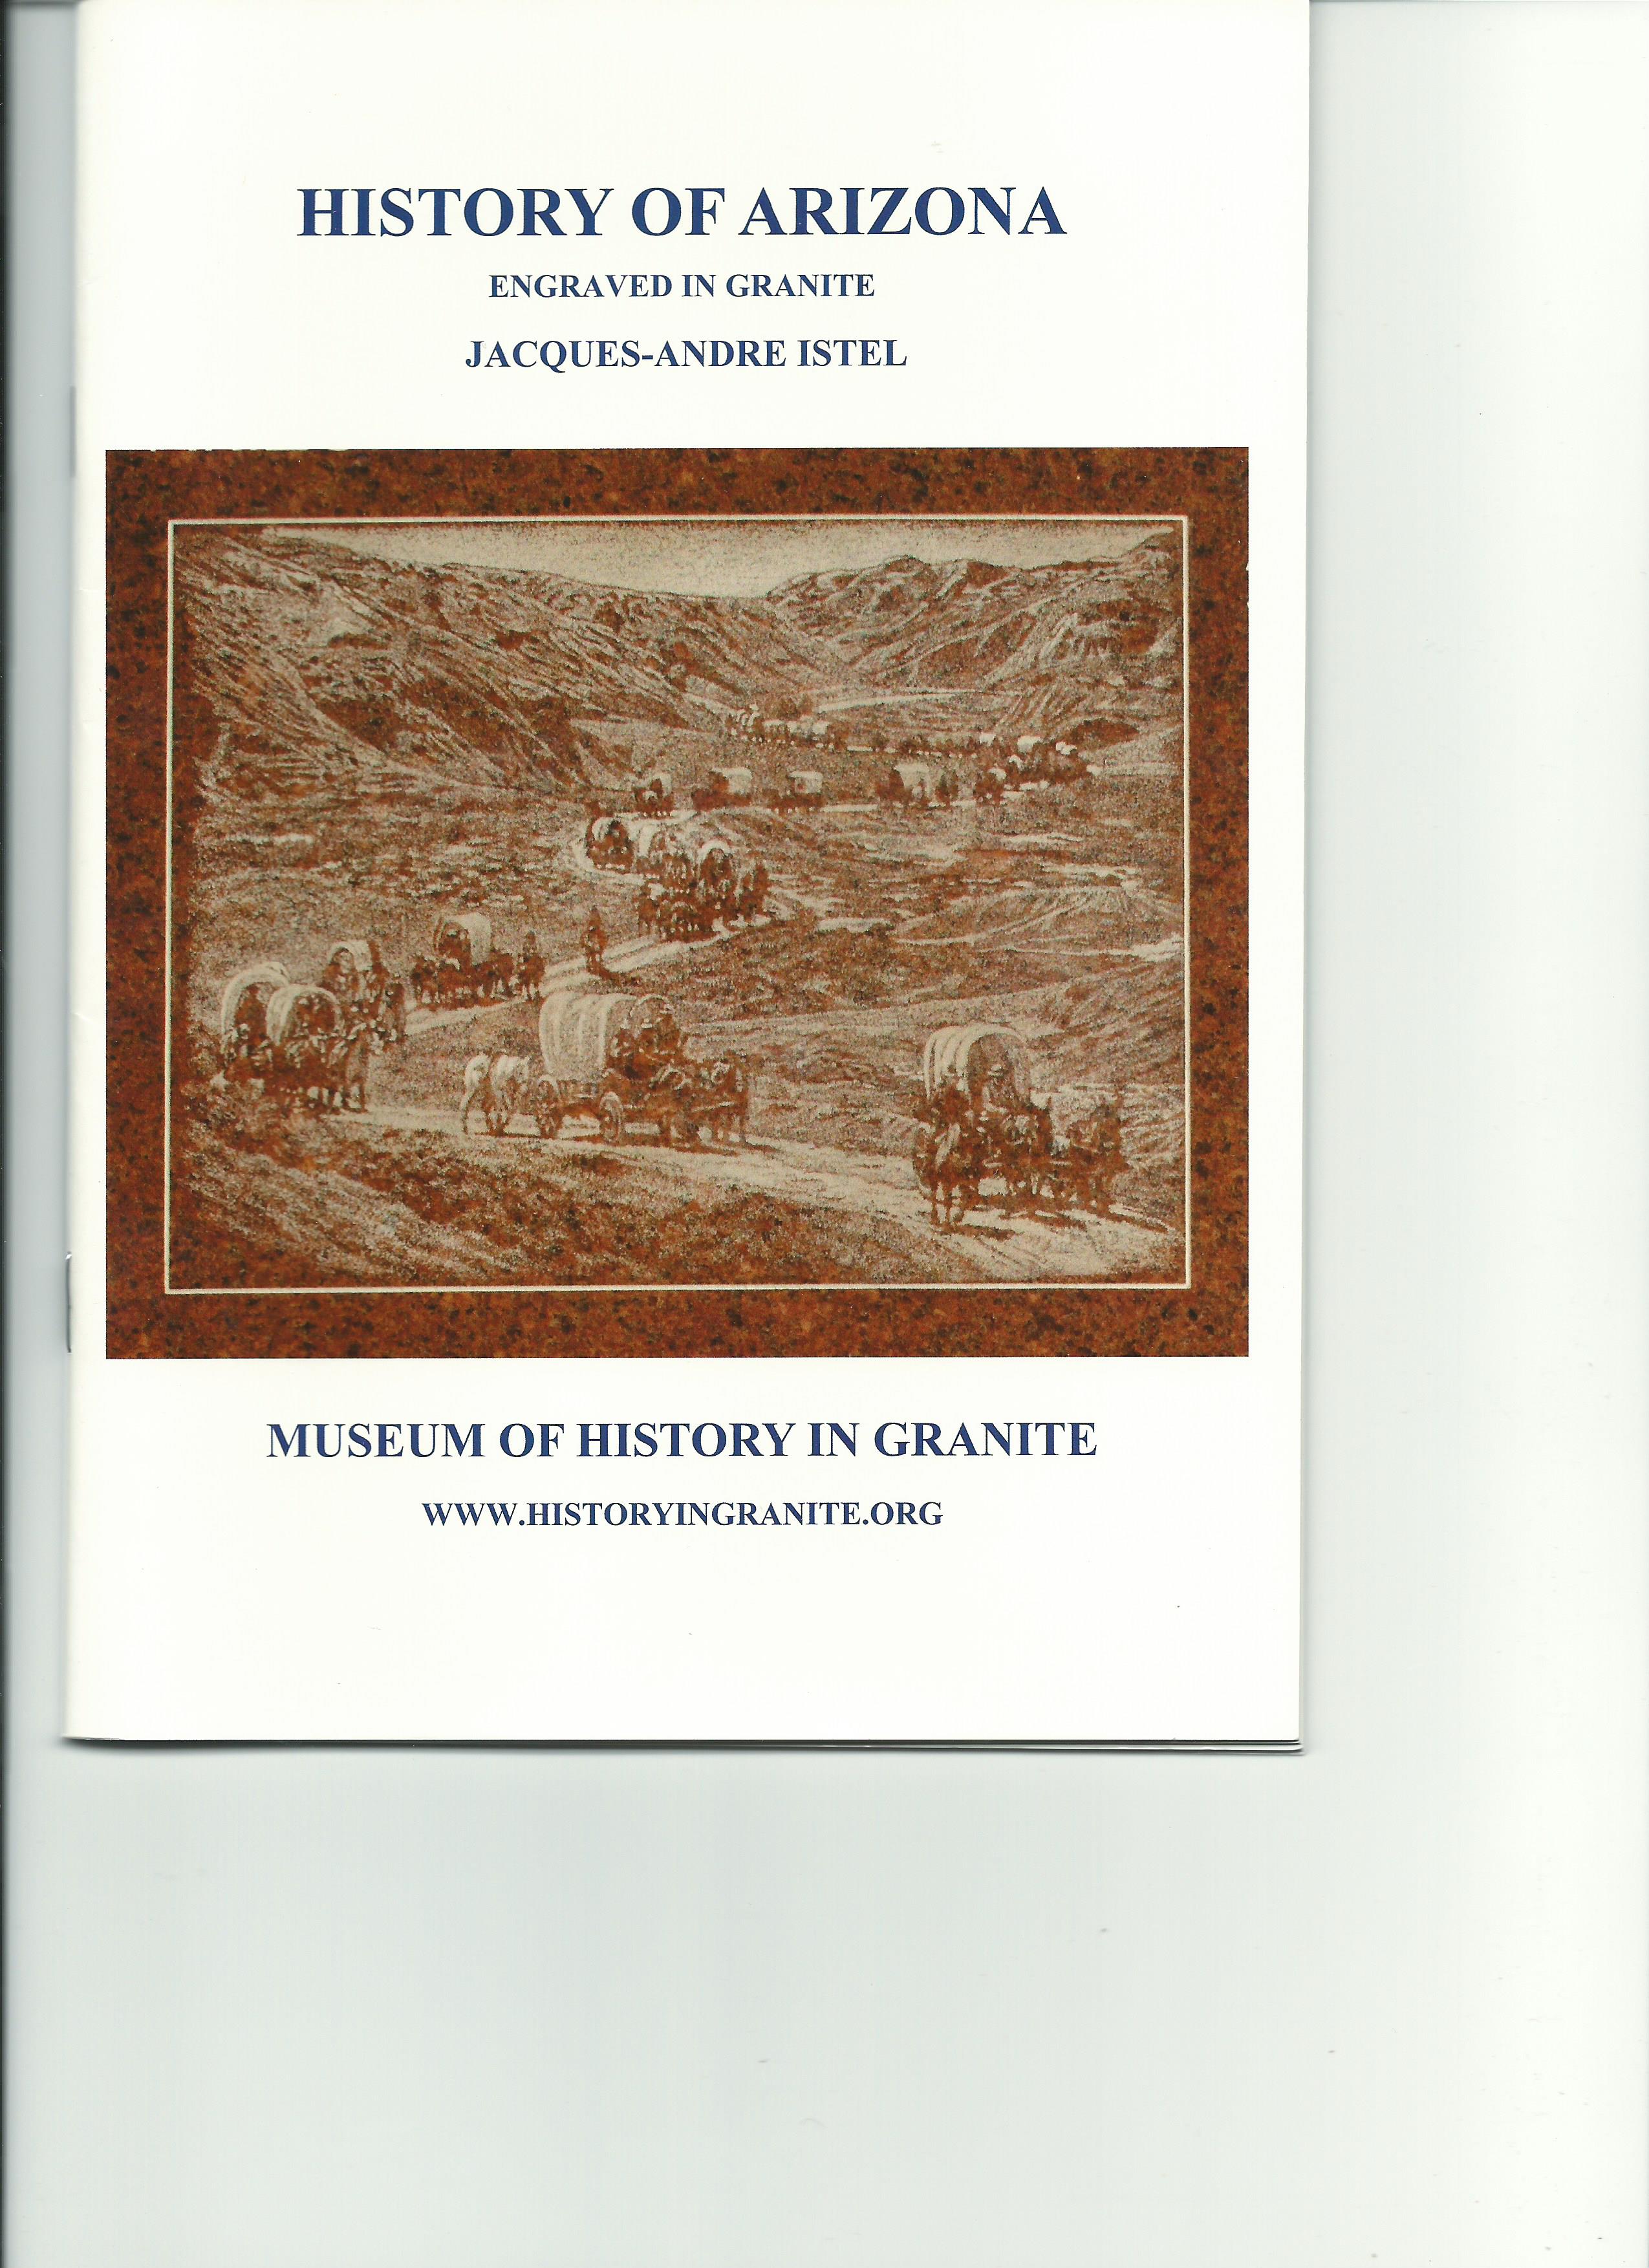 HISTORY OF ARIZONA
ENGRAVED IN GRANITE
JACQUES-ANDRE ISTEL
MUSEUM OF HISTORY IN GRANITE
WWW.HISTORYINGRANITE.ORG